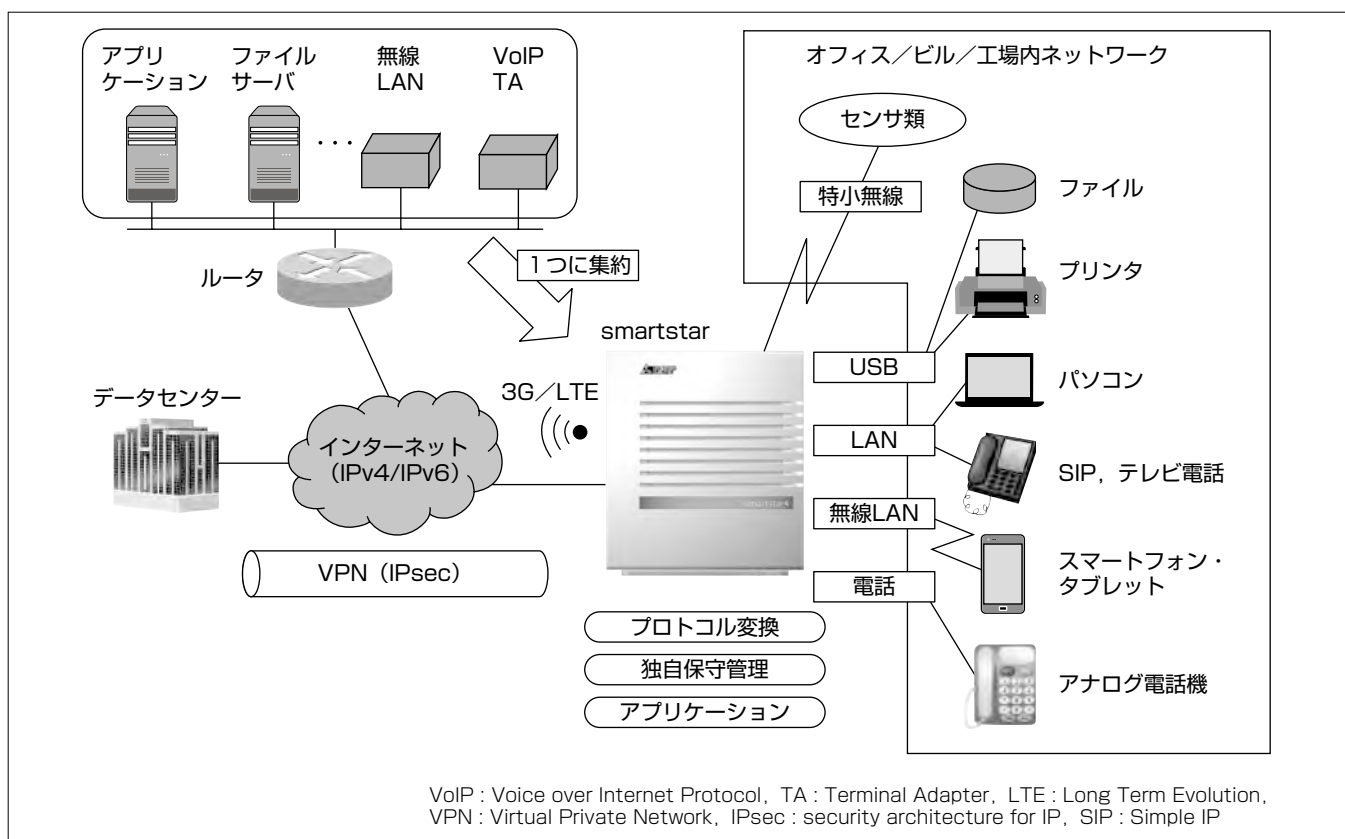 アプリ
ケーション
ファイル
サーバ
無線
LAN
VoIP
TA
・・・
ルータ
1つに集約
smartstar
データセンター
インターネット
(IPv4/IPv6)
3G/LTE
VPN(IPsec)
プロトコル変換
独自保守管理
アプリケーション
オフィス/ビル/工場内ネットワーク
センサ類
特小無線
ファイル
プリンタ
USB
パソコン
LAN
SIP,テレビ電話
無線LAN
スマートフォン・
タブレット
電話
アナログ電話機
VoIP : Voice over Internet Protocol, TA : Terminal Adapter, LTE : Long Term Evolution,
VPN : Virtual Private Network, IPsec : security architecture for IP, SIP : Simple IP